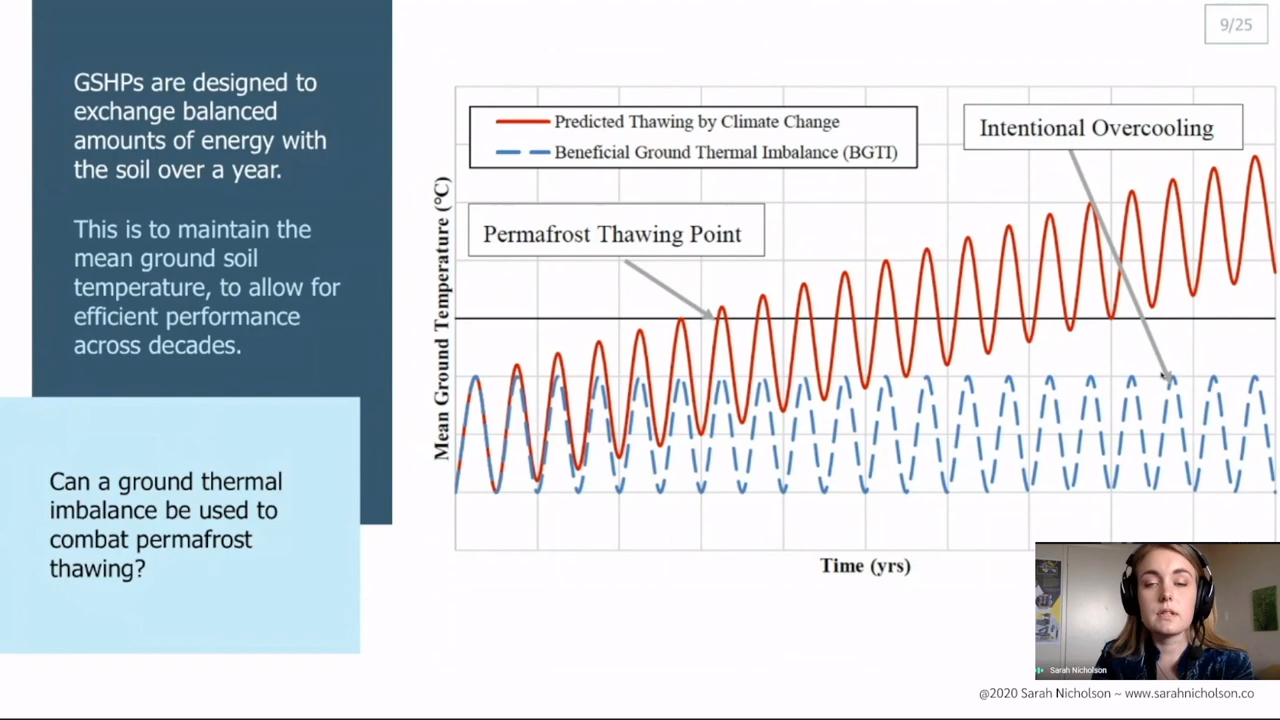 9/25
GSHPs are designed to
exchange balanced
amounts of energy with
the soil over a year.
This is to maintain the
mean ground soil
temperature, to allow for
efficient performance
across decades.
Can a ground thermal
imbalance be used to
combat permafrost
thawing?
Predicted Thawing by Climate Change
Beneficial Ground Thermal Imbalance (BGTI)
Intentional Overcooling
Permafrost Thawing Point
Mean Ground Temperature (°C)
Time (yrs)
Sarah Nicholson
@2020 Sarah Nicholson ~ www.sarahnicholson.co